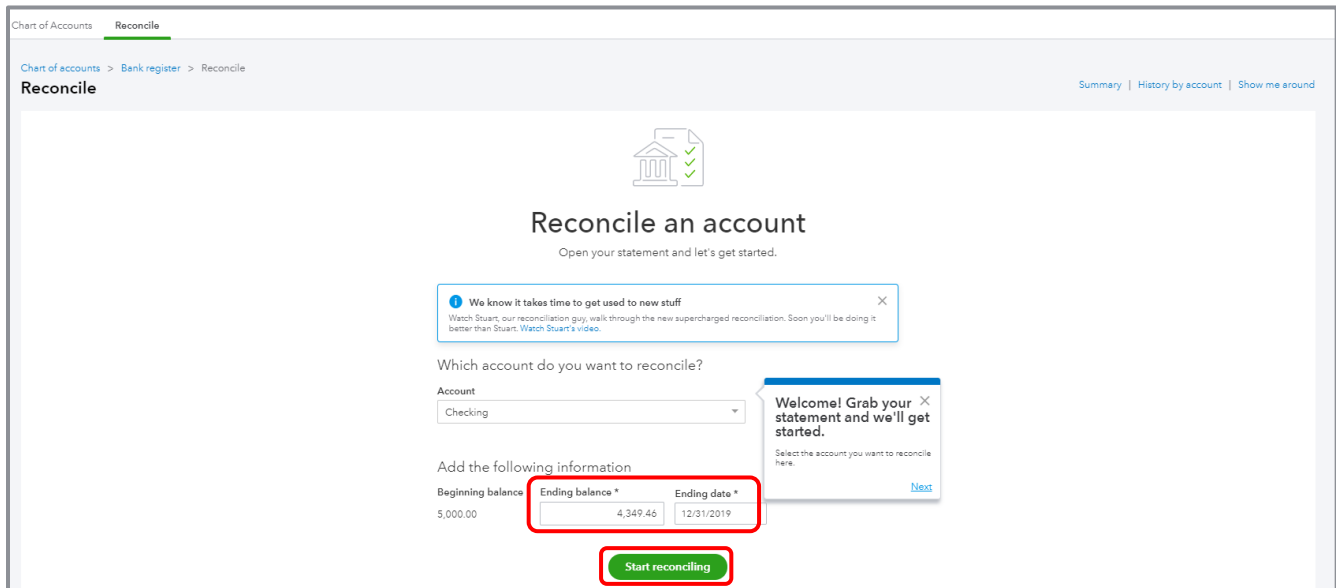 Chart of Accounts Reconcile
Chart of accounts > Bank register > Reconcile
Reconcile
Summary | History by account | Show me around
Reconcile an account
Open your statement and let's get started.
We know it takes time to get used to new stuff
Watch Stuart, our reconciliation guy, walk through the new supercharged reconciliation. Soon you'll be doing it
better than Stuart. Watch Stuart's video.
Which account do you want to reconcile?
Account
Checking
Welcome! Grab your
statement and we'll get
started.
Select the account you want to reconcile
here.
Next
Add the following information
Beginning balance Ending balance * Ending date *
5,000.00 4,349.46 12/31/2019
Start reconciling